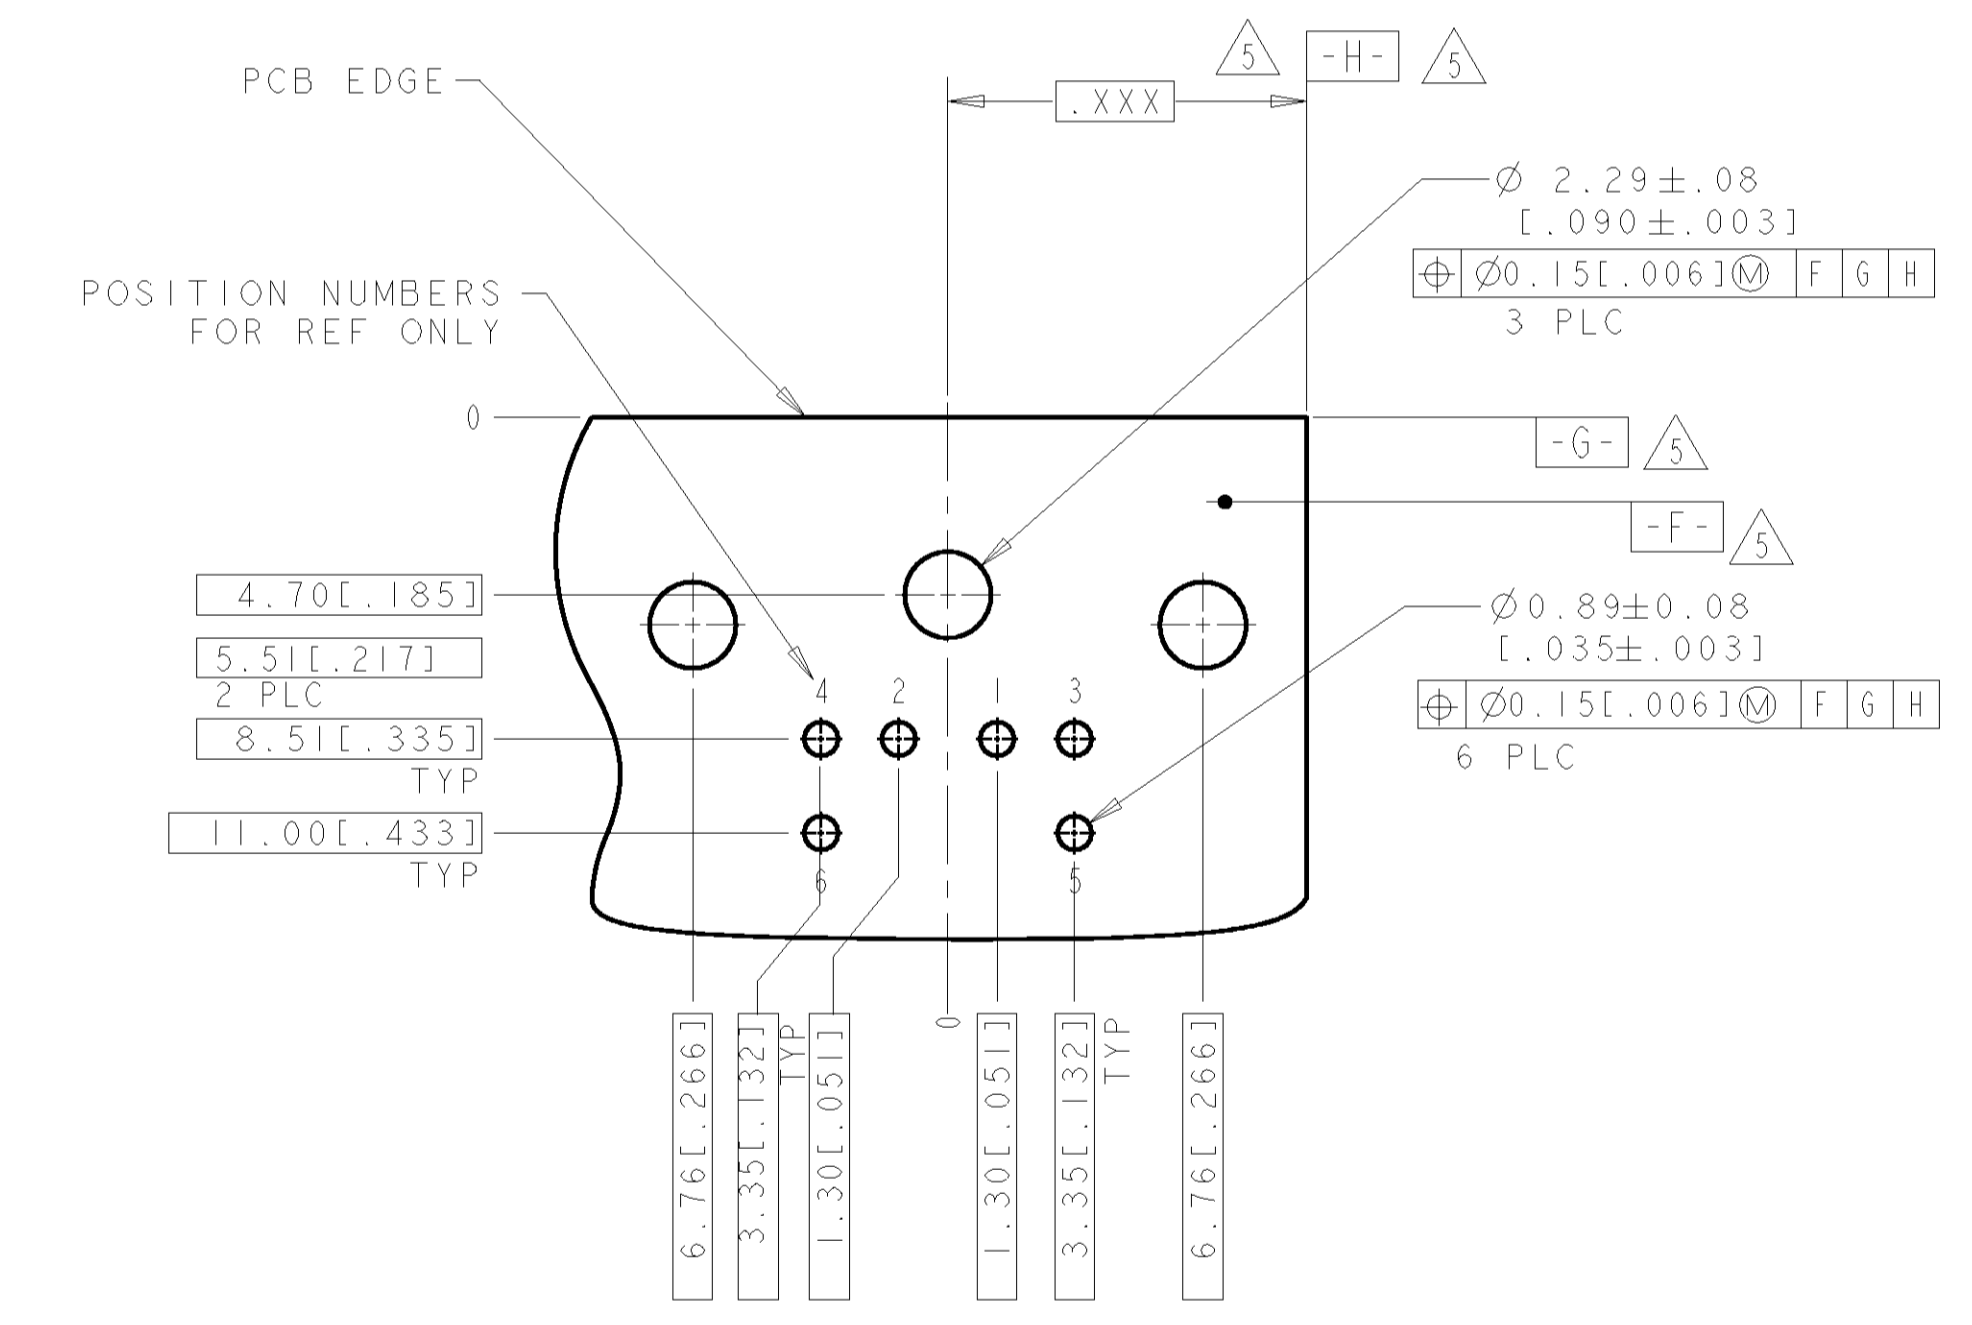 5
-H-
5
PCB EDGE
.XXX
Ø 2.29±.08
[.090±.003]
⌖ Ø0.15[.006]Ⓜ F G H
3 PLC
POSITION NUMBERS
FOR REF ONLY
0
-G-
5
-F-
5
4.70[.185]
5.51[.217]
2 PLC
8.51[.335]
TYP
11.00[.433]
TYP
Ø0.89±0.08
[.035±.003]
⌖ Ø0.15[.006]Ⓜ F G H
6 PLC
4 2 1 3
6 5
6.76[.266]
3.35[.132]
TYP
1.30[.051]
0
1.30[.051]
3.35[.132]
TYP
6.76[.266]